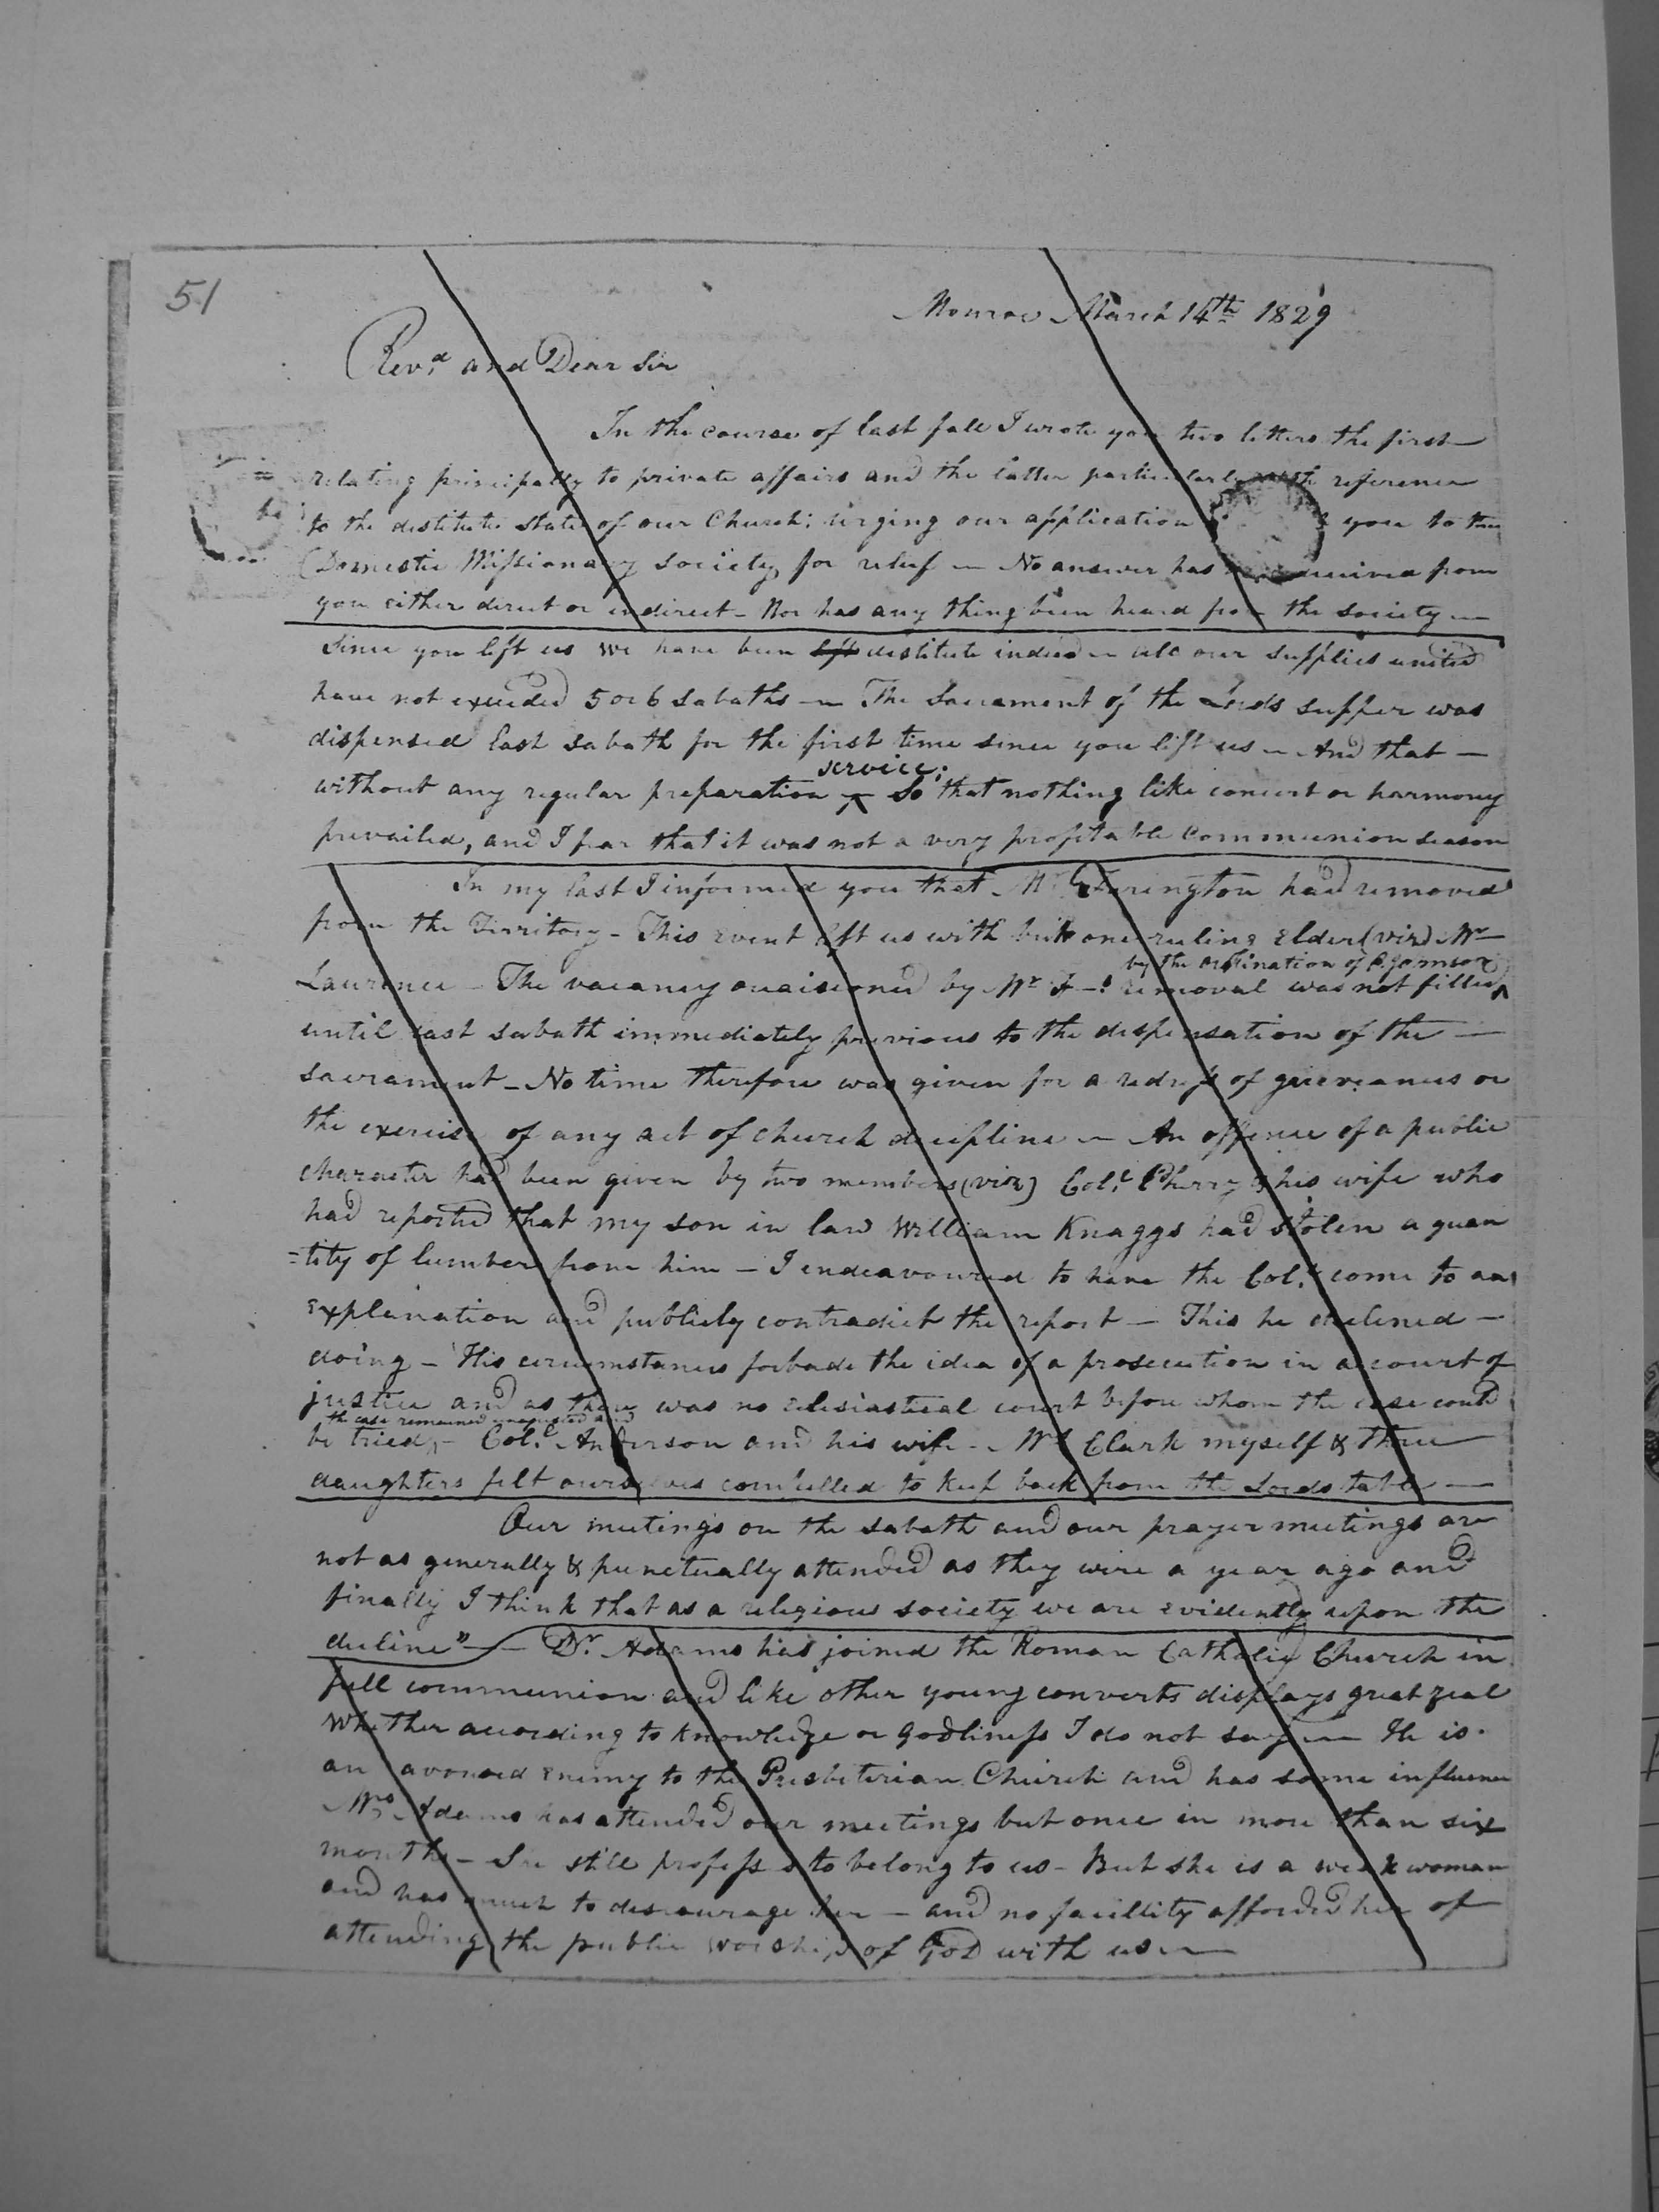 51
Monroe March 14th 1829
Revd and Dear Sir
In the course of last fall I wrote you two letters the first
relating principally to private affairs and the latter particularly with reference
to the destitute state of our Church; urging our application you to the
Domestic Missionary Society for relief — No answer has received from
you either direct or indirect - Nor has any thing been heard from the Society —
Since you left us we have been left destitute indeed — all our supplies united
have not exceeded 5 or 6 Sabaths — The Sacrament of the Lords supper was
dispensed last sabath for the first time since you left us — And that —
service;
without any regular preparation — So that nothing like concert or harmony
prevailed, and I fear that it was not a very profitable Communion season
In my last I informed you that Mr Farington had removed
from the Territory - This event left us with but one ruling Elder (viz) Mr
by the ordination of
Laurence - The vacancy occaisioned by Mr F—s removal was not filled
until last sabath immediately previous to the dispensation of the —
sacrament - No time therefore was given for a redress of grieveances or
the exercise of any act of church discipline — An offence of a public
character had been given by two members (viz) Col. & his wife who
had reported that my son in law William Knaggs had stolen a quan
=tity of lumber from him — I endeavoured to have the Col. come to an
explanation and publicly contradict the report — This he declined —
doing - His circumstances forbade the idea of a prosecution in a court of
justice and as there was no eclesiastical court before whom the case could
the case remained and
be tried, - Col. Anderson and his wife - Mrs Clark myself & three
daughters felt ourselves compelled to keep back from the Lords table —
Our meetings on the sabath and our prayer meetings are
not as generally & punctually attended as they were a year ago and
finally I think that as a religious society we are evidently upon the
decline" — Dr. Adams has joined the Roman Catholic Church in
full communion and like other young converts displays great zeal
Whether according to knowledge or Godliness I do not say — He is
an avowed enemy to the Presbiterian Church and has some influence
Mrs Adams has attended our meetings but once in more than six
months - She still professes to belong to us - But she is a weak woman
and has much to discourage her — and no facillity afforded her of
attending the public worship of God with us —